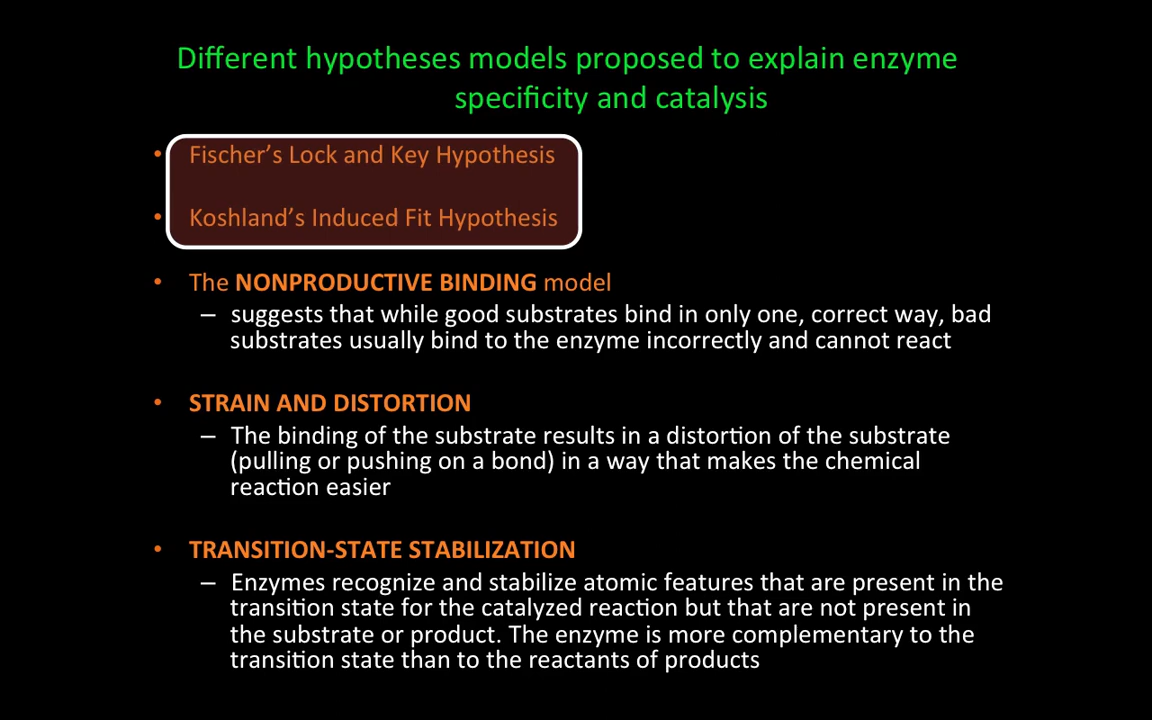 Different hypotheses models proposed to explain enzyme
specificity and catalysis
• Fischer’s Lock and Key Hypothesis
• Koshland’s Induced Fit Hypothesis
• The NONPRODUCTIVE BINDING model
– suggests that while good substrates bind in only one, correct way, bad
substrates usually bind to the enzyme incorrectly and cannot react
• STRAIN AND DISTORTION
– The binding of the substrate results in a distortion of the substrate
(pulling or pushing on a bond) in a way that makes the chemical
reaction easier
• TRANSITION-STATE STABILIZATION
– Enzymes recognize and stabilize atomic features that are present in the
transition state for the catalyzed reaction but that are not present in
the substrate or product. The enzyme is more complementary to the
transition state than to the reactants of products